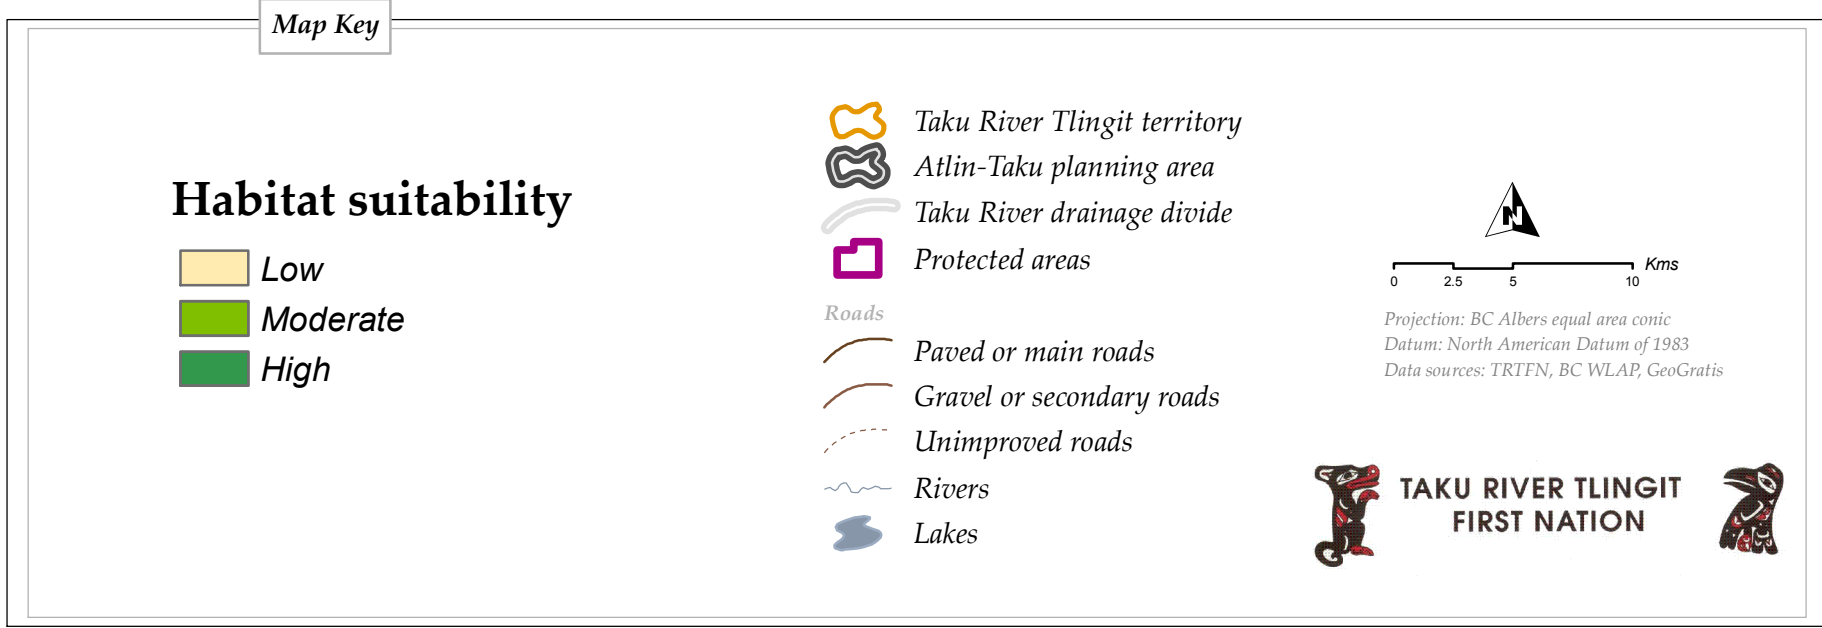 Map Key
Habitat suitability
Low
Moderate
High
Taku River Tlingit territory
Atlin-Taku planning area
Taku River drainage divide
Protected areas
Roads
Paved or main roads
Gravel or secondary roads
Unimproved roads
Rivers
Lakes
N
Kms
0 2.5 5 10
Projection: BC Albers equal area conic
Datum: North American Datum of 1983
Data sources: TRTFN, BC WLAP, GeoGratis
TAKU RIVER TLINGIT
FIRST NATION